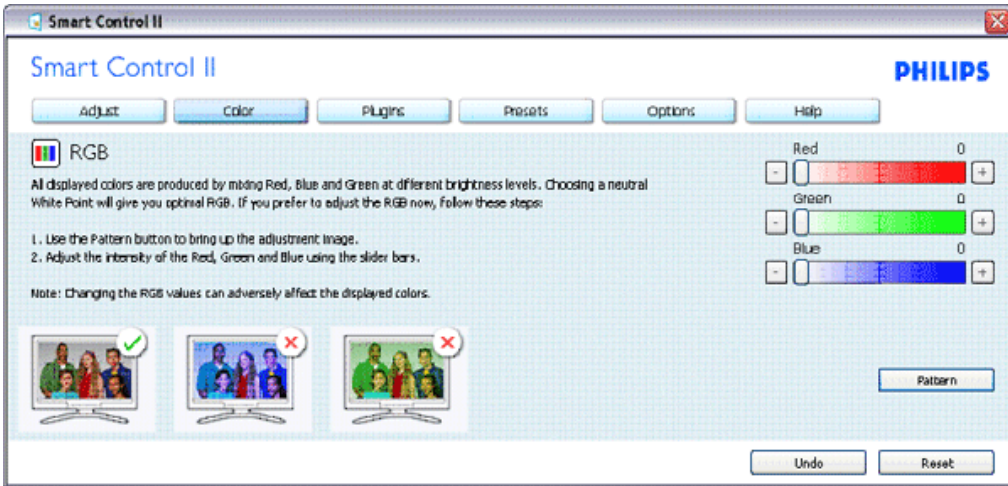 Smart Control II
Smart Control II
PHILIPS
Adjust Color Plugins Presets Options Help
RGB
All displayed colors are produced by mixing Red, Blue and Green at different brightness levels. Choosing a neutral
White Point will give you optimal RGB. If you prefer to adjust the RGB now, follow these steps:
1. Use the Pattern button to bring up the adjustment image.
2. Adjust the intensity of the Red, Green and Blue using the slider bars.
Note: Changing the RGB values can adversely affect the displayed colors.
Red 0
- +
Green 0
- +
Blue 0
- +
Pattern
Undo Reset